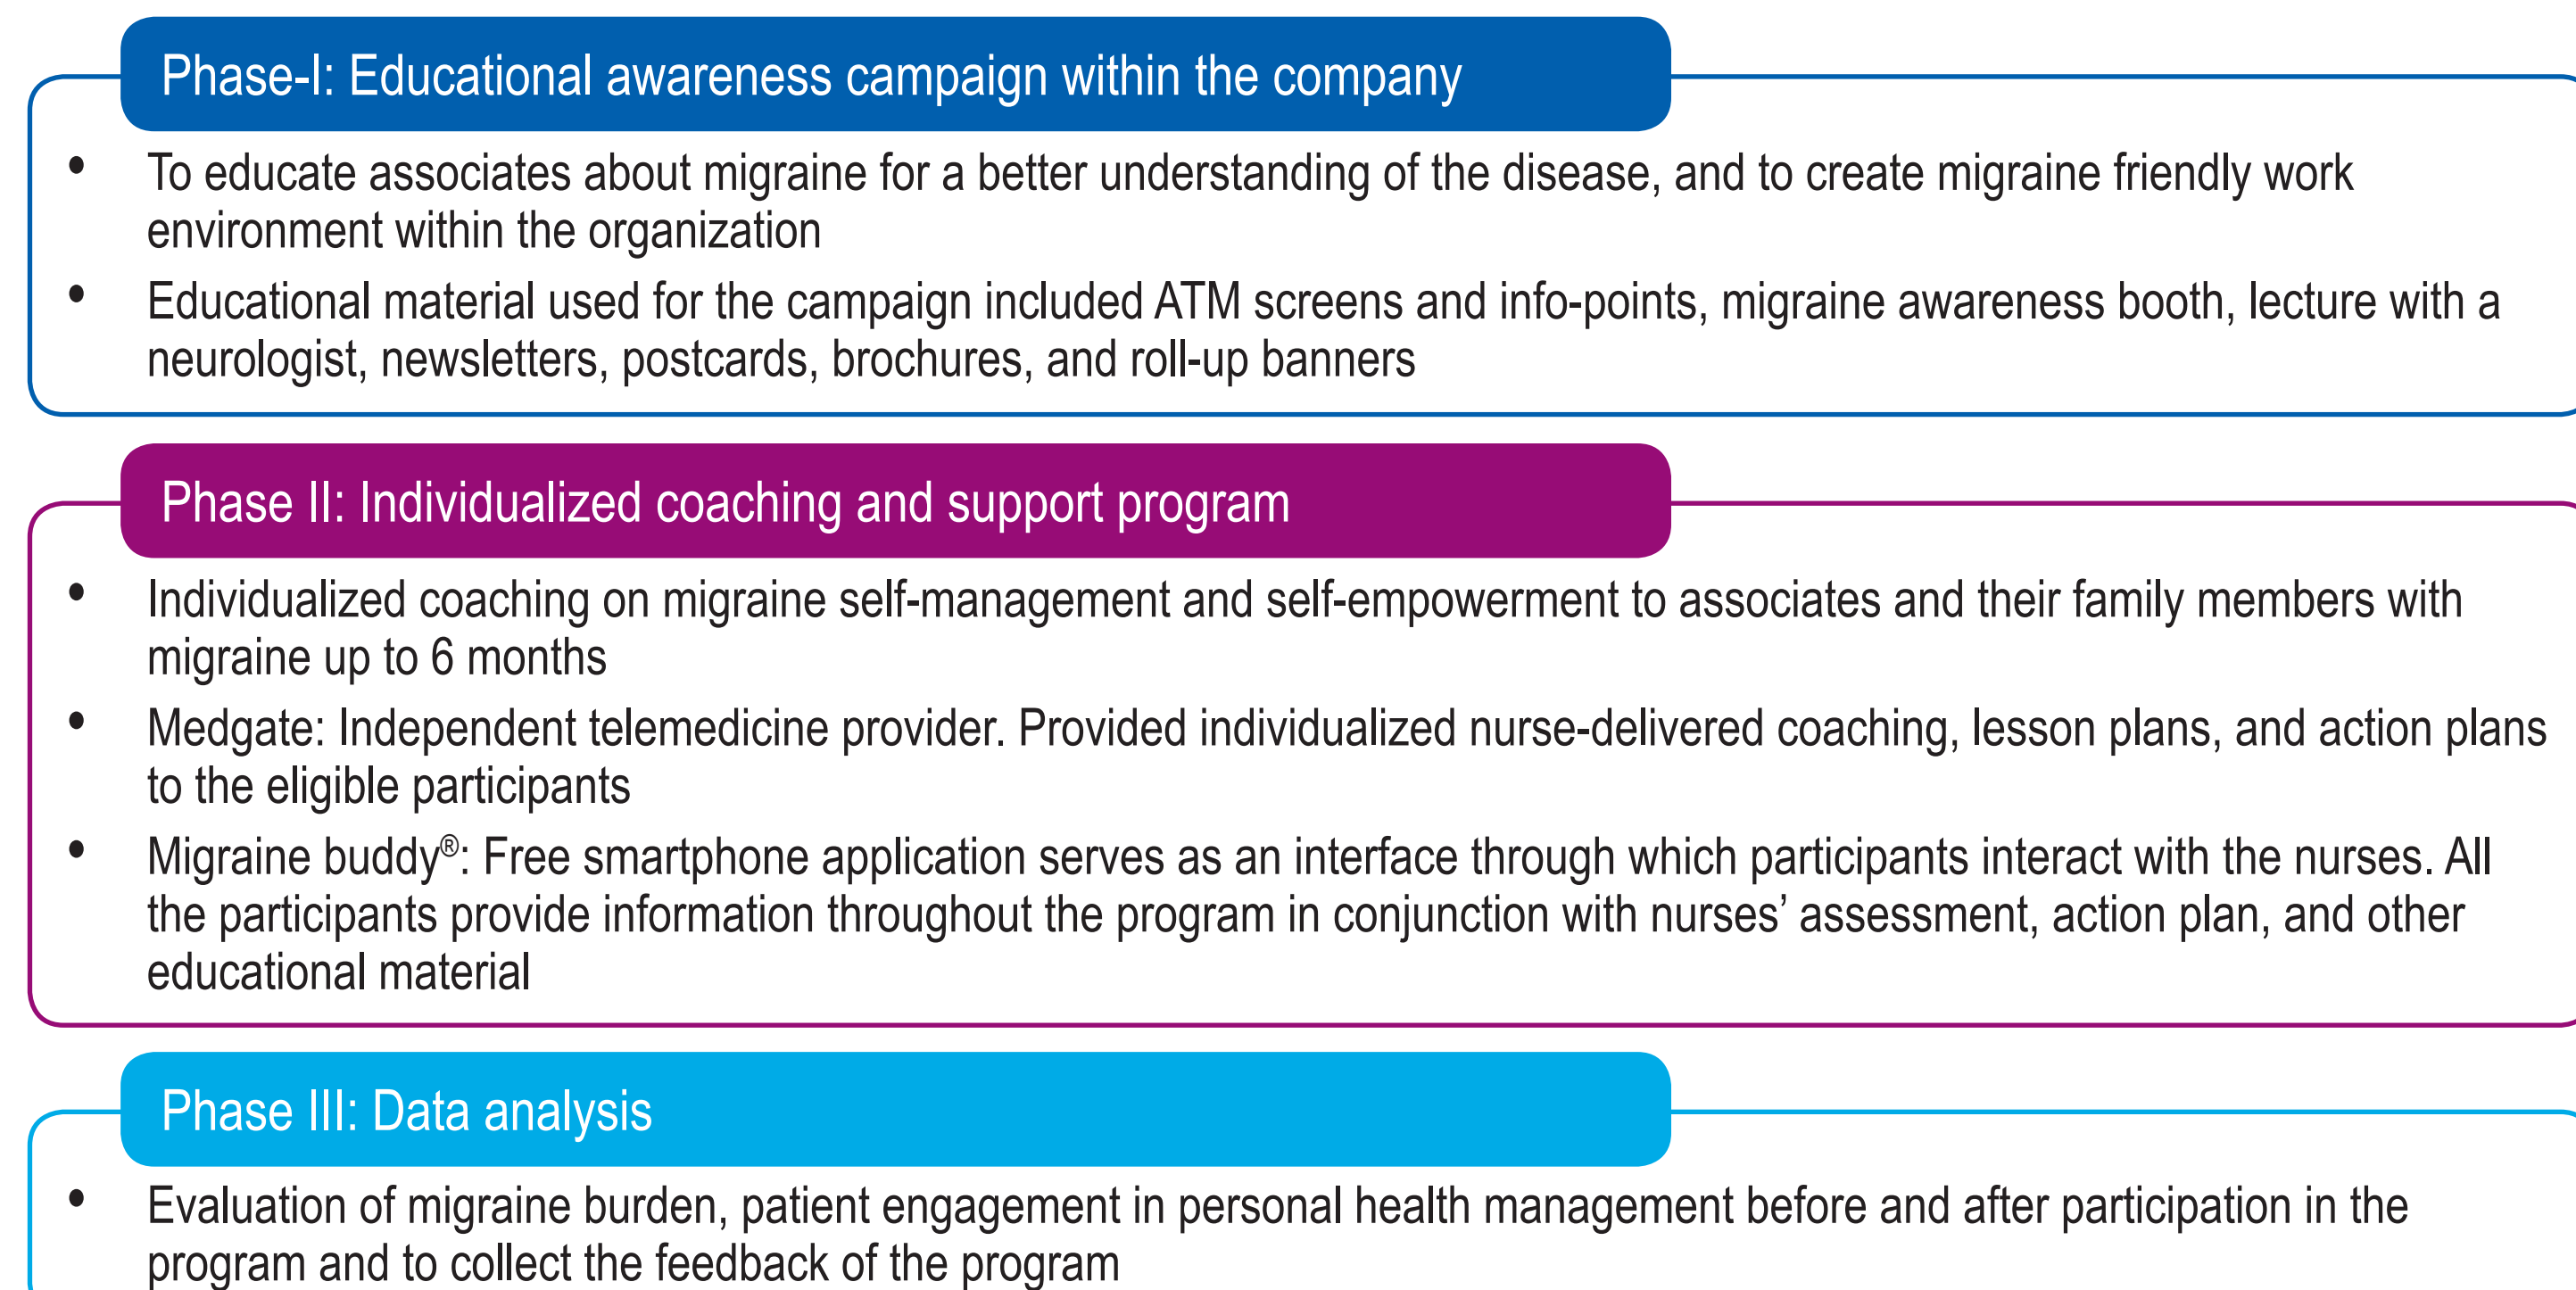 Phase-I: Educational awareness campaign within the company
• To educate associates about migraine for a better understanding of the disease, and to create migraine friendly work
environment within the organization
• Educational material used for the campaign included ATM screens and info-points, migraine awareness booth, lecture with a
neurologist, newsletters, postcards, brochures, and roll-up banners
Phase II: Individualized coaching and support program
• Individualized coaching on migraine self-management and self-empowerment to associates and their family members with
migraine up to 6 months
• Medgate: Independent telemedicine provider. Provided individualized nurse-delivered coaching, lesson plans, and action plans
to the eligible participants
• Migraine buddy®: Free smartphone application serves as an interface through which participants interact with the nurses. All
the participants provide information throughout the program in conjunction with nurses’ assessment, action plan, and other
educational material
Phase III: Data analysis
• Evaluation of migraine burden, patient engagement in personal health management before and after participation in the
program and to collect the feedback of the program